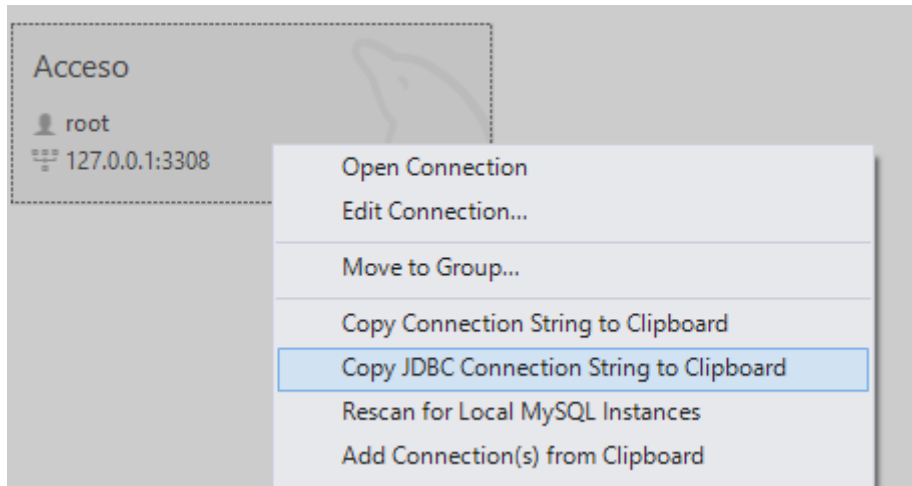 Acceso
root
127.0.0.1:3308
Open Connection
Edit Connection...
Move to Group...
Copy Connection String to Clipboard
Copy JDBC Connection String to Clipboard
Rescan for Local MySQL Instances
Add Connection(s) from Clipboard